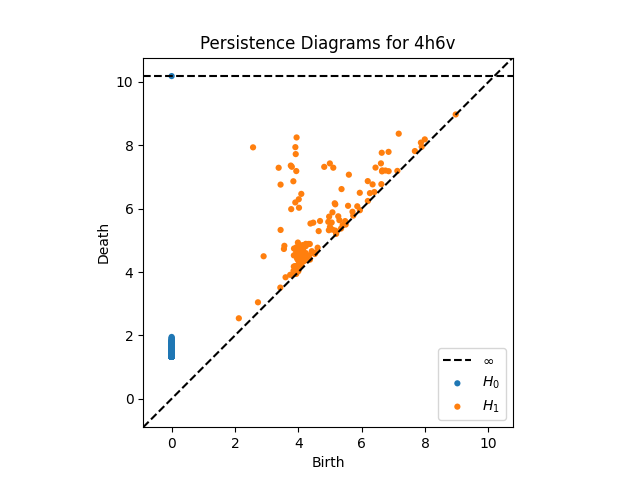 Persistence Diagrams for 4h6v
10
8
6
4
2
0
Death
0 2 4 6 8 10
Birth
∞
H₀
H₁